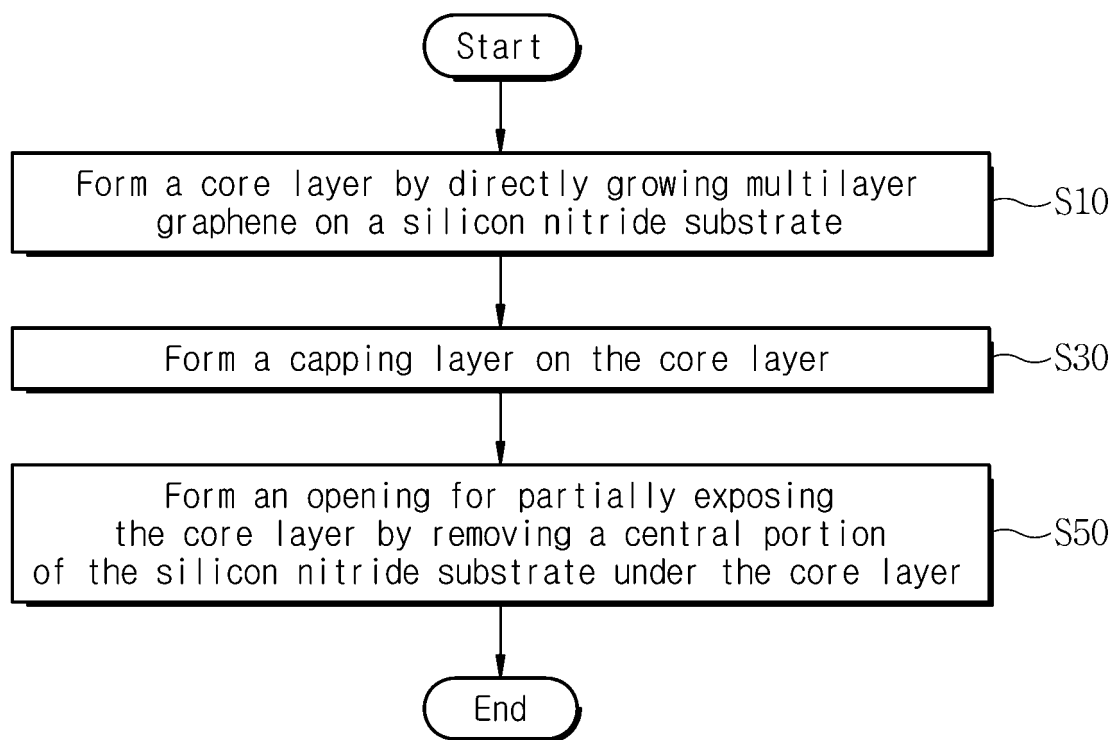 Start
Form a core layer by directly growing multilayer
graphene on a silicon nitride substrate
S10
Form a capping layer on the core layer
S30
Form an opening for partially exposing
the core layer by removing a central portion
of the silicon nitride substrate under the core layer
S50
End